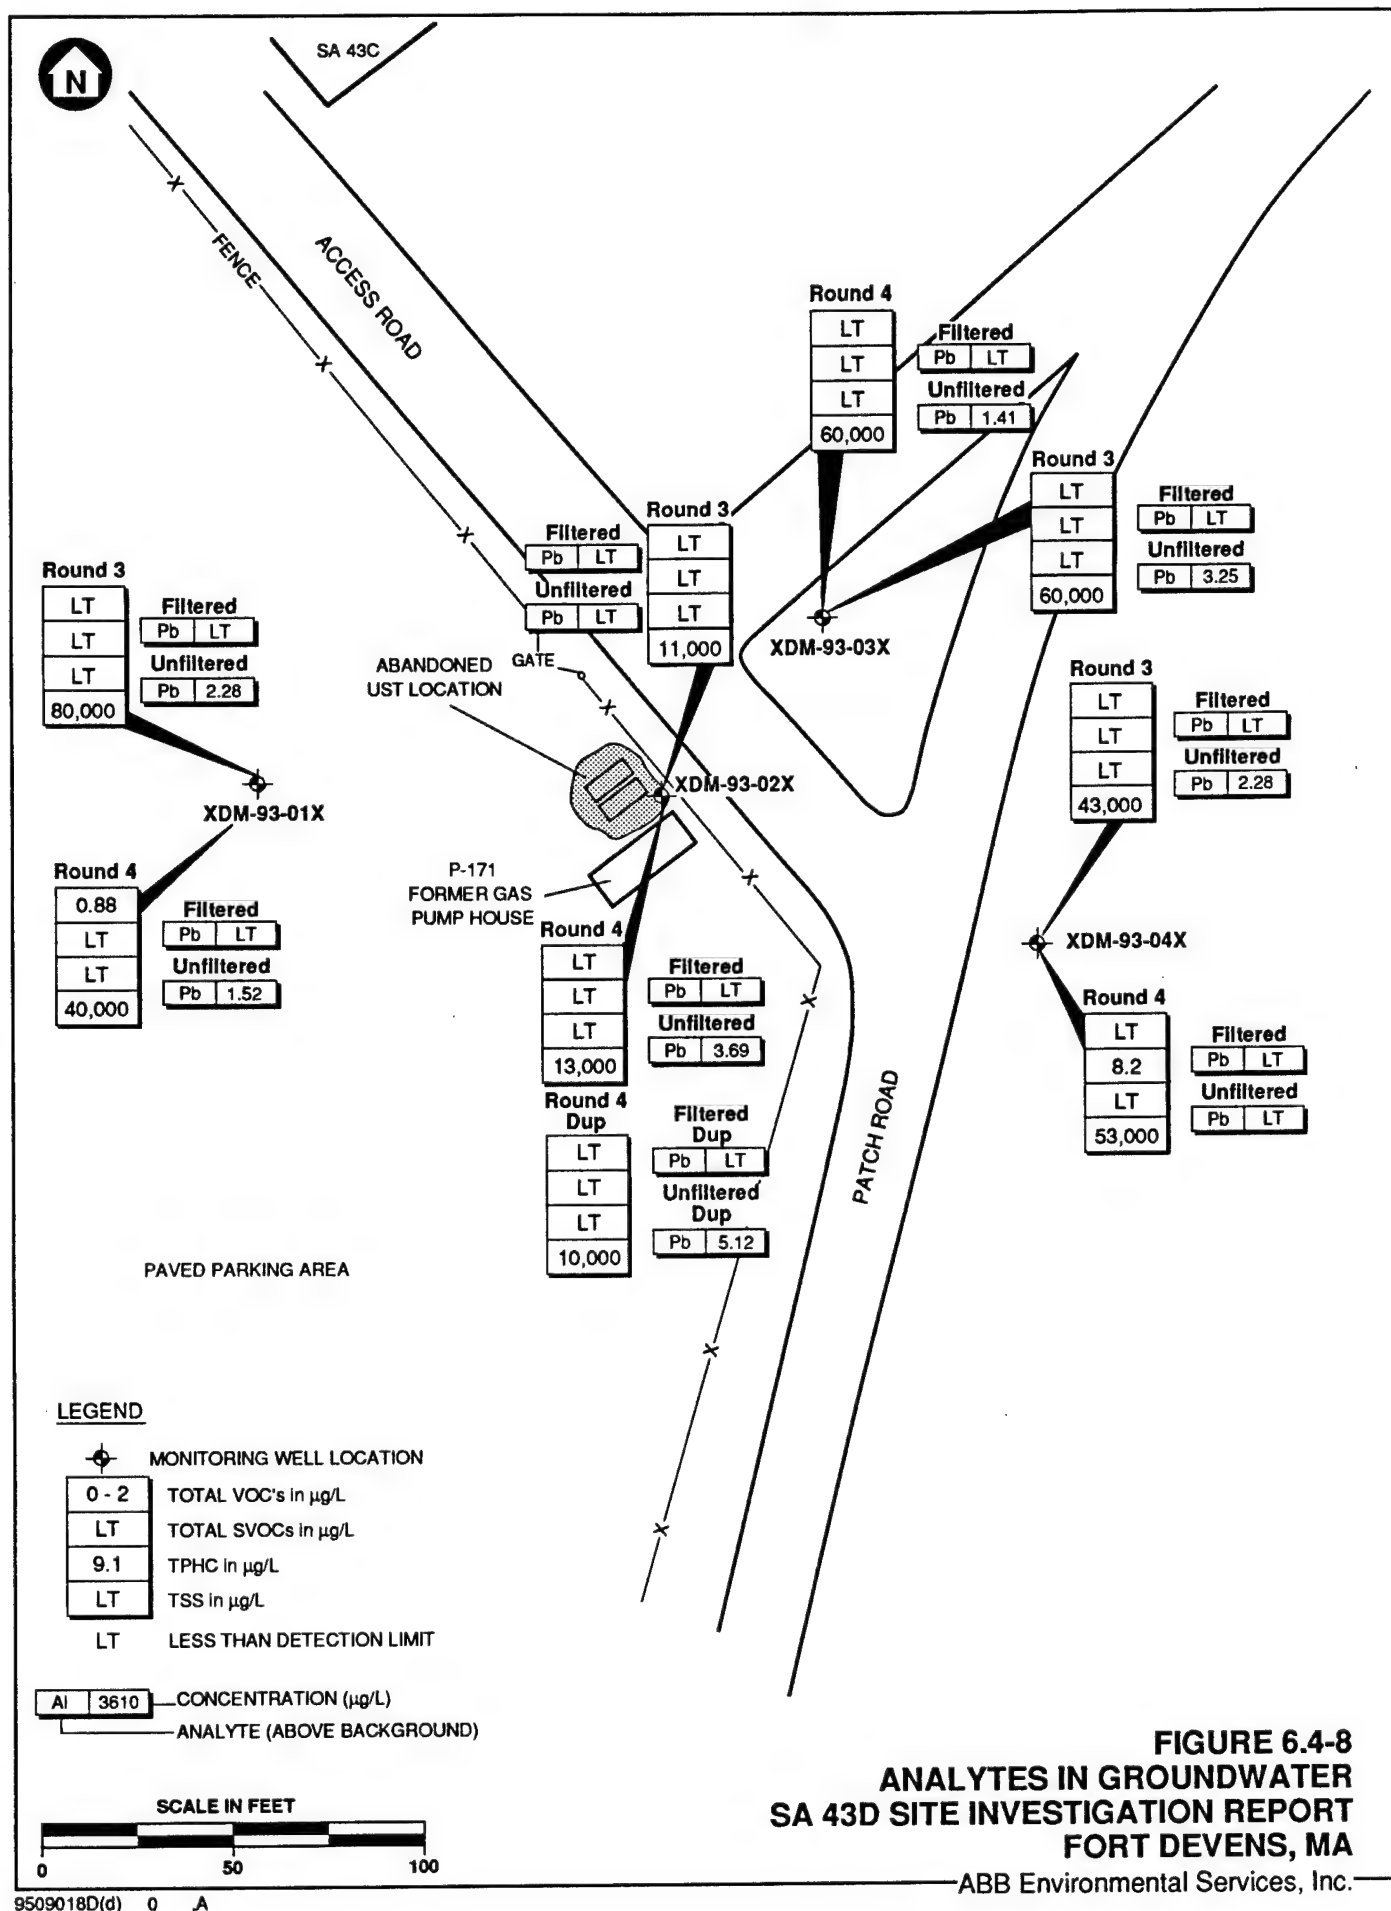 N
SA 43C
FENCE
ACCESS ROAD
Round 4
LT
LT
LT
60,000
Filtered
Pb LT
Unfiltered
Pb 1.41
Round 3
LT
LT
LT
60,000
Filtered
Pb LT
Unfiltered
Pb 3.25
XDM-93-03X
Round 3
LT
LT
LT
11,000
Filtered
Pb LT
Unfiltered
Pb LT
GATE
ABANDONED
UST LOCATION
Round 3
LT
LT
LT
80,000
Filtered
Pb LT
Unfiltered
Pb 2.28
XDM-93-01X
XDM-93-02X
Round 3
LT
LT
LT
43,000
Filtered
Pb LT
Unfiltered
Pb 2.28
P-171
FORMER GAS
PUMP HOUSE
Round 4
0.88
LT
LT
40,000
Filtered
Pb LT
Unfiltered
Pb 1.52
Round 4
LT
LT
LT
13,000
Filtered
Pb LT
Unfiltered
Pb 3.69
XDM-93-04X
Round 4
LT
8.2
LT
53,000
Filtered
Pb LT
Unfiltered
Pb LT
Round 4
Dup
LT
LT
LT
10,000
Filtered
Dup
Pb LT
Unfiltered
Dup
Pb 5.12
PATCH ROAD
PAVED PARKING AREA
LEGEND
MONITORING WELL LOCATION
0 - 2 TOTAL VOC's in µg/L
LT TOTAL SVOCs in µg/L
9.1 TPHC in µg/L
LT TSS in µg/L
LT LESS THAN DETECTION LIMIT
Al 3610 CONCENTRATION (µg/L)
ANALYTE (ABOVE BACKGROUND)
SCALE IN FEET
0 50 100
FIGURE 6.4-8
ANALYTES IN GROUNDWATER
SA 43D SITE INVESTIGATION REPORT
FORT DEVENS, MA
ABB Environmental Services, Inc.
9509018D(d) 0 .A